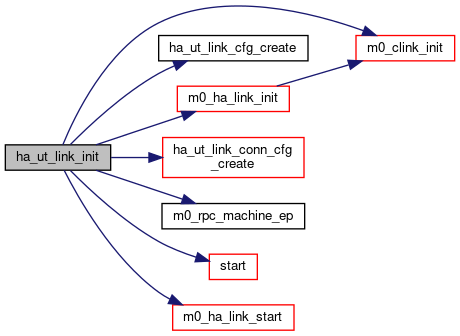 ha_ut_link_init
ha_ut_link_cfg_create
m0_clink_init
m0_ha_link_init
ha_ut_link_conn_cfg
_create
m0_rpc_machine_ep
start
m0_ha_link_start